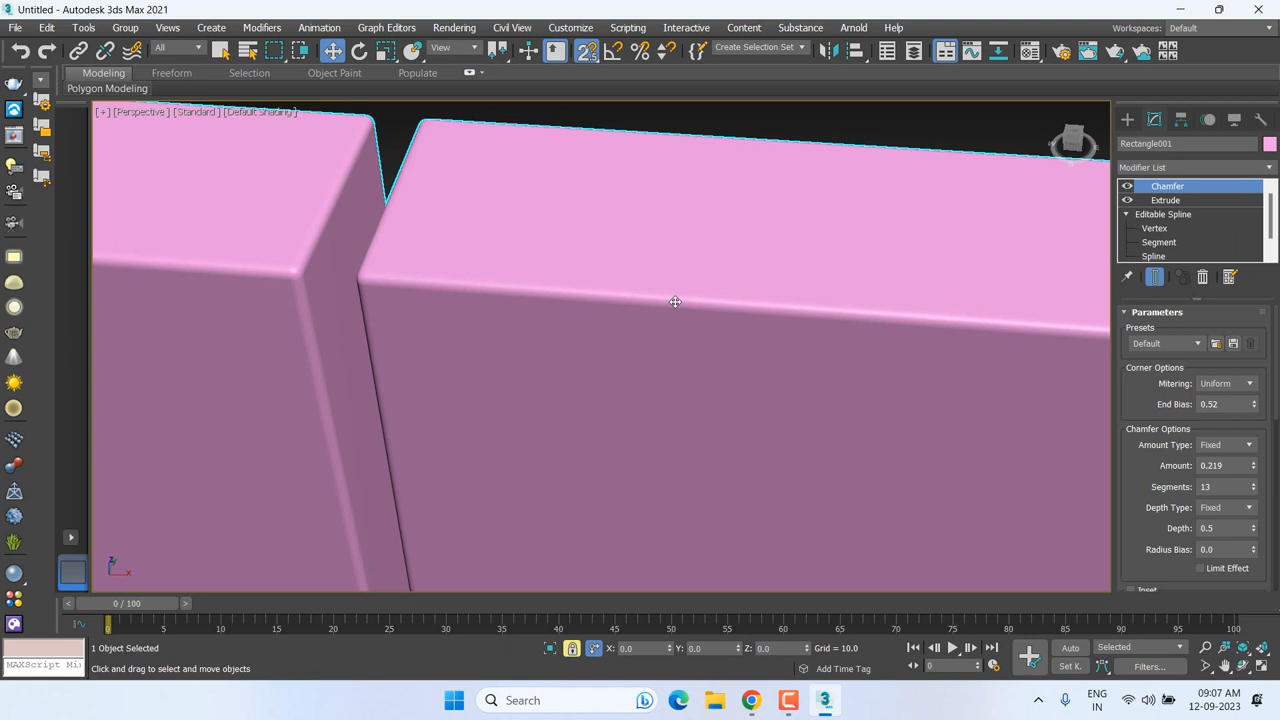 Untitled - Autodesk 3ds Max 2021
File Edit Tools Group Views Create Modifiers Animation Graph Editors Rendering Civil View Customize Scripting Interactive Content Substance Arnold Help Workspaces: Default
All View Create Selection Set
Modeling Freeform Selection Object Paint Populate
Polygon Modeling
[ + ] [Perspective ] [Standard ] [Default Shading ]
Rectangle001
Modifier List
Chamfer
Extrude
Editable Spline
Vertex
Segment
Spline
Parameters
Presets
Default
Corner Options
Mitering: Uniform
End Bias: 0.52
Chamfer Options
Amount Type: Fixed
Amount: 0.219
Segments: 13
Depth Type: Fixed
Depth: 0.5
Radius Bias: 0.0
Limit Effect
Inset
z
x
< 0 / 100 >
0 5 10 15 20 25 30 35 40 45 50 55 60 65 70 75 80 85 90 95 100
1 Object Selected X: 0.0 Y: 0.0 Z: 0.0 Grid = 10.0 Auto Selected
MAXScript Mi Click and drag to select and move objects 0 Add Time Tag Set K. Filters...
Search
ENG
IN
09:07 AM
12-09-2023